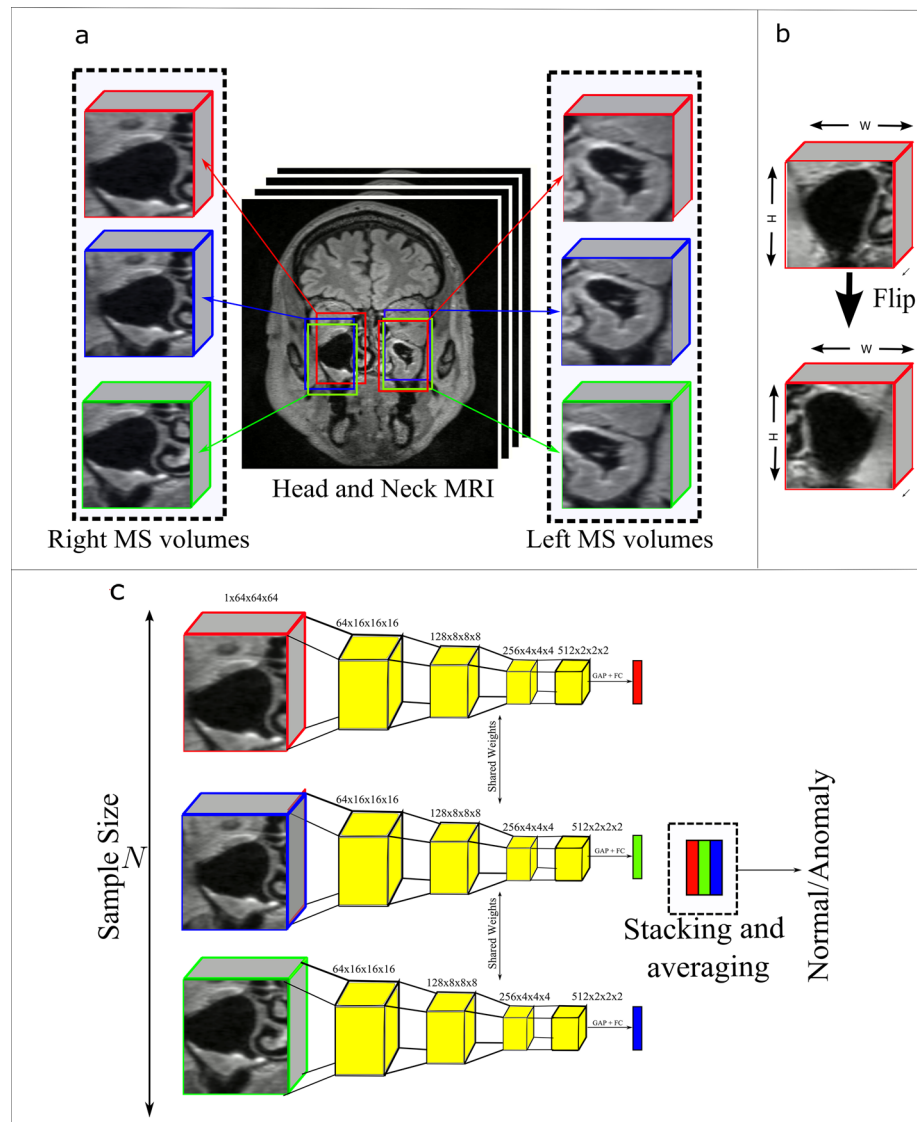 a
Right MS volumes
Head and Neck MRI
Left MS volumes
b
W
H
Flip
W
H
c
1x64x64x64
64x16x16x16
128x8x8x8
256x4x4x4
512x2x2x2
GAP + FC
Shared Weights
Sample Size
N
64x16x16x16
128x8x8x8
256x4x4x4
512x2x2x2
GAP + FC
Stacking and
averaging
Normal/Anomaly
Shared Weights
64x16x16x16
128x8x8x8
256x4x4x4
512x2x2x2
GAP + FC